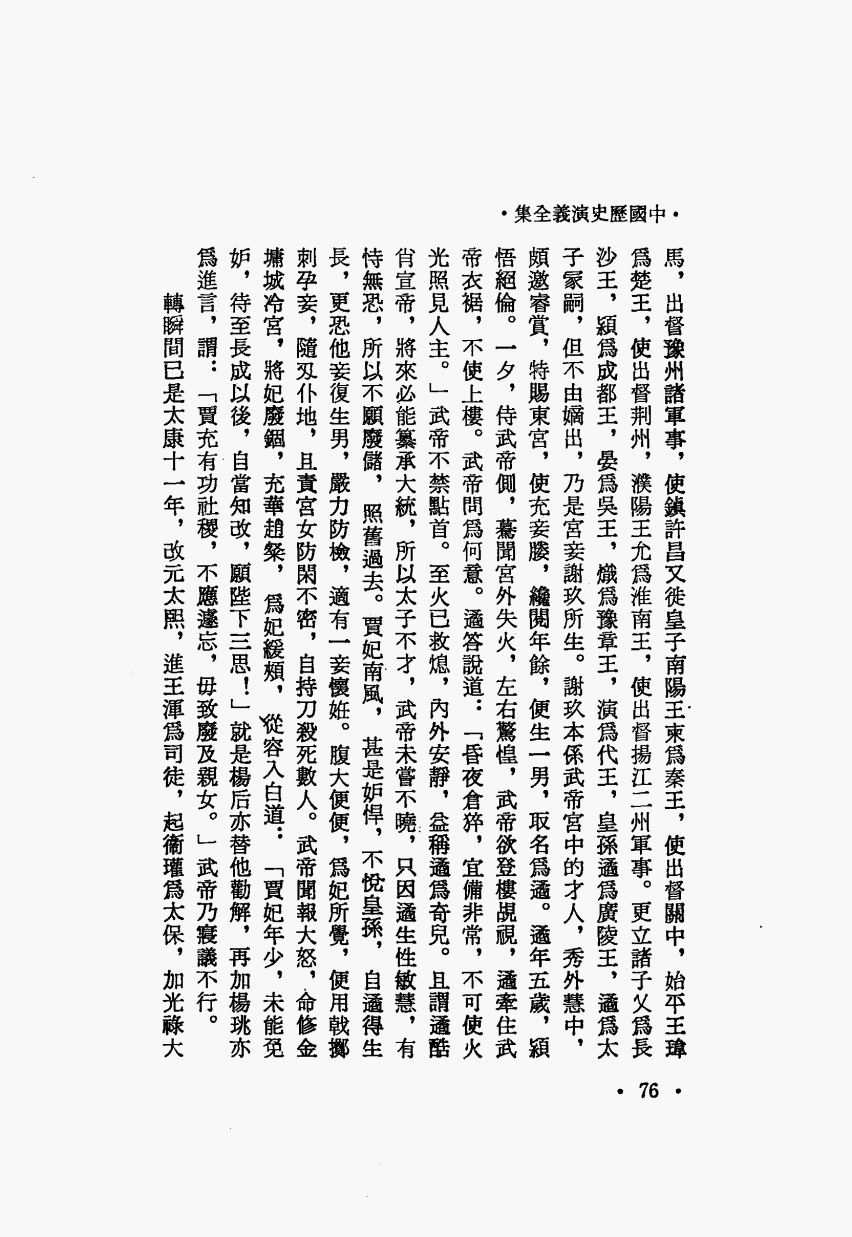 ·中國歷史演義全集·
馬，出督豫州諸軍事，使鎮許昌又徙皇子南陽王柬爲秦王，使出督關中，始平王瑋
爲楚王，使出督荆州，濮陽王允爲淮南王，使出督揚江二州軍事。更立諸子乂爲長
沙王，穎爲成都王，晏爲吳王，熾爲豫章王，演爲代王，皇孫遹爲廣陵王，遹爲太
子冢嗣，但不由嫡出，乃是宮妾謝玖所生。謝玖本係武帝宮中的才人，秀外慧中，
頗邀睿賞，特賜東宮，使充妾媵，纔閱年餘，便生一男，取名爲遹。遹年五歲，穎
悟絕倫。一夕，侍武帝側，驀聞宮外失火，左右驚惶，武帝欲登樓覘視，遹牽住武
帝衣裾，不使上樓。武帝問爲何意。遹答說道：「昏夜倉猝，宜備非常，不可使火
光照見人主。」武帝不禁點首。至火已救熄，內外安靜，益稱遹爲奇兒。且謂遹酷
肖宣帝，將來必能纂承大統，所以太子不才，武帝未嘗不曉，只因遹生性敏慧，有
恃無恐，所以不願廢儲，照舊過去。賈妃南風，甚是妒悍，不悅皇孫，自遹得生
長，更恐他妾復生男，嚴力防檢，適有一妾懷妊。腹大便便，爲妃所覺，便用戟擲
刺孕妾，隨刄仆地，且責宮女防閑不密，自持刀殺死數人。武帝聞報大怒，命修金
墉城冷宮，將妃廢錮，充華趙粲，爲妃緩頰，從容入白道：「賈妃年少，未能免
妒，待至長成以後，自當知改，願陛下三思！」就是楊后亦替他勸解，再加楊珧亦
爲進言，謂：「賈充有功社稷，不應遽忘，毋致廢及親女。」武帝乃寢議不行。
轉瞬間已是太康十一年，改元太熙，進王渾爲司徒，起衞瓘爲太保，加光祿大
·76·